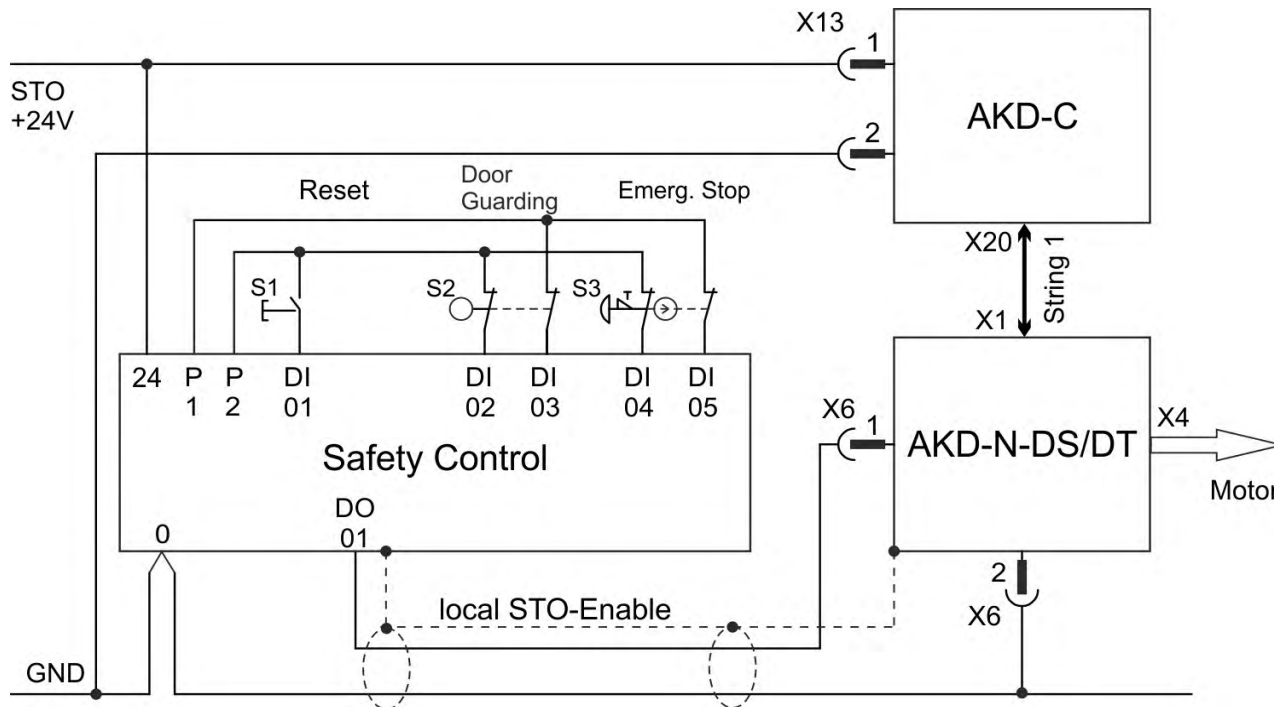 X13
1
STO
+24V
AKD-C
2
Reset
Door
Guarding
Emerg. Stop
X20
String 1
S1
S2
S3
T
X1
24
P
1
P
2
DI
01
DI
02
DI
03
DI
04
DI
05
X6
1
X4
AKD-N-DS/DT
Safety Control
Motor
0
DO
01
2
local STO-Enable
X6
GND